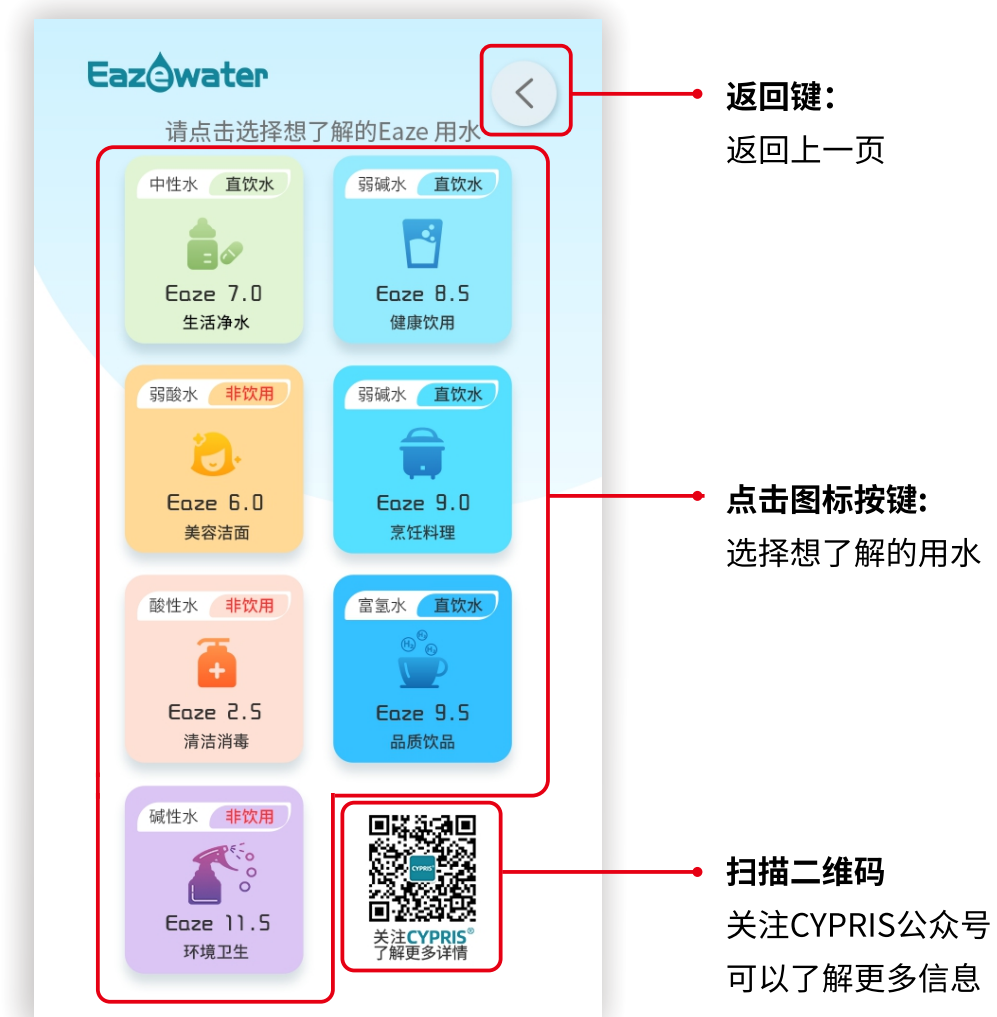 Eazewater
请点击选择想了解的Eaze 用水
中性水 直饮水
Eaze 7.0
生活净水
弱碱水 直饮水
Eaze 8.5
健康饮用
弱酸水 非饮用
Eaze 6.0
美容洁面
弱碱水 直饮水
Eaze 9.0
烹饪料理
酸性水 非饮用
Eaze 2.5
清洁消毒
富氢水 直饮水
H₂ H₂ H₂
Eaze 9.5
品质饮品
碱性水 非饮用
Eaze 11.5
环境卫生
CYPRIS
关注CYPRIS®
了解更多详情
返回键：
返回上一页
点击图标按键:
选择想了解的用水
扫描二维码
关注CYPRIS公众号
可以了解更多信息